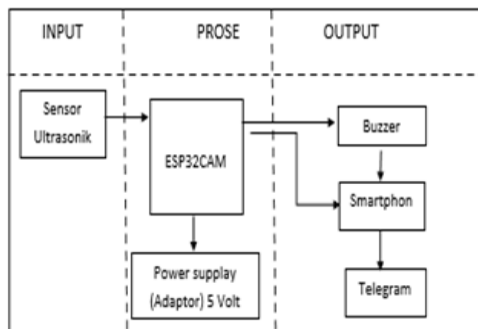 INPUT PROSE OUTPUT
Sensor
Ultrasonik
ESP32CAM
Buzzer
Smartphon
Power supplay
(Adaptor) 5 Volt
Telegram